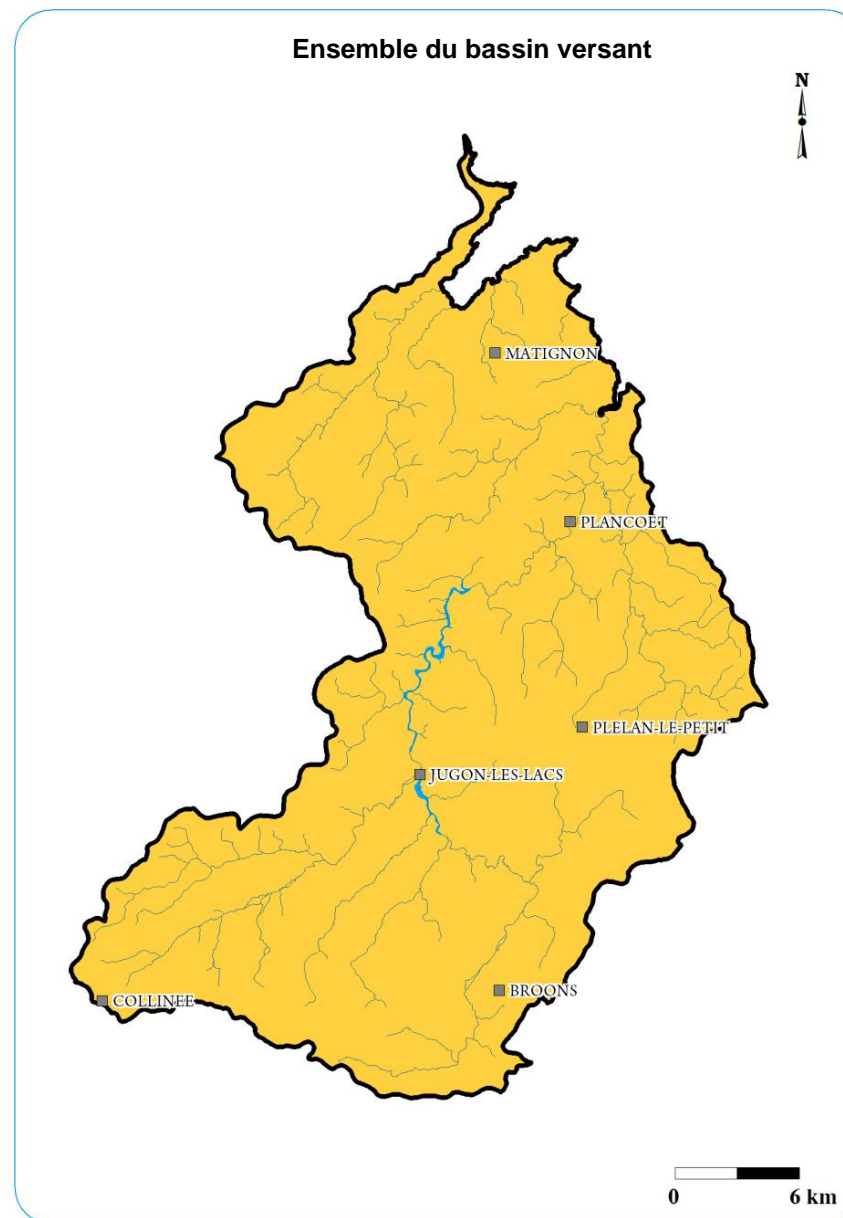 Ensemble du bassin versant
N
MATIGNON
PLANCOET
PLELAN-LE-PETIT
JUGON-LES-LACS
BROONS
COLLINEE
0 6 km